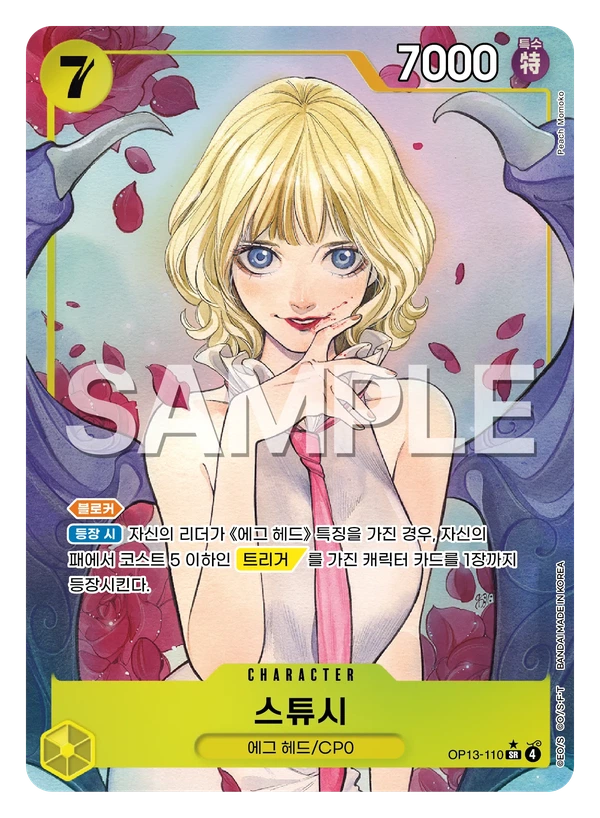 7
7000
특수
特
Peach Momoko
SAMPLE
블로커
등장 시 자신의 리더가 《에그 헤드》 특징을 가진 경우, 자신의
패에서 코스트 5 이하인 트리거 를 가진 캐릭터 카드를 1장까지
등장시킨다.
CHARACTER
스튜시
에그 헤드/CP0
OP13-110 SR 4
©EO/S ©O/S·F·T BANDAI MADE IN KOREA